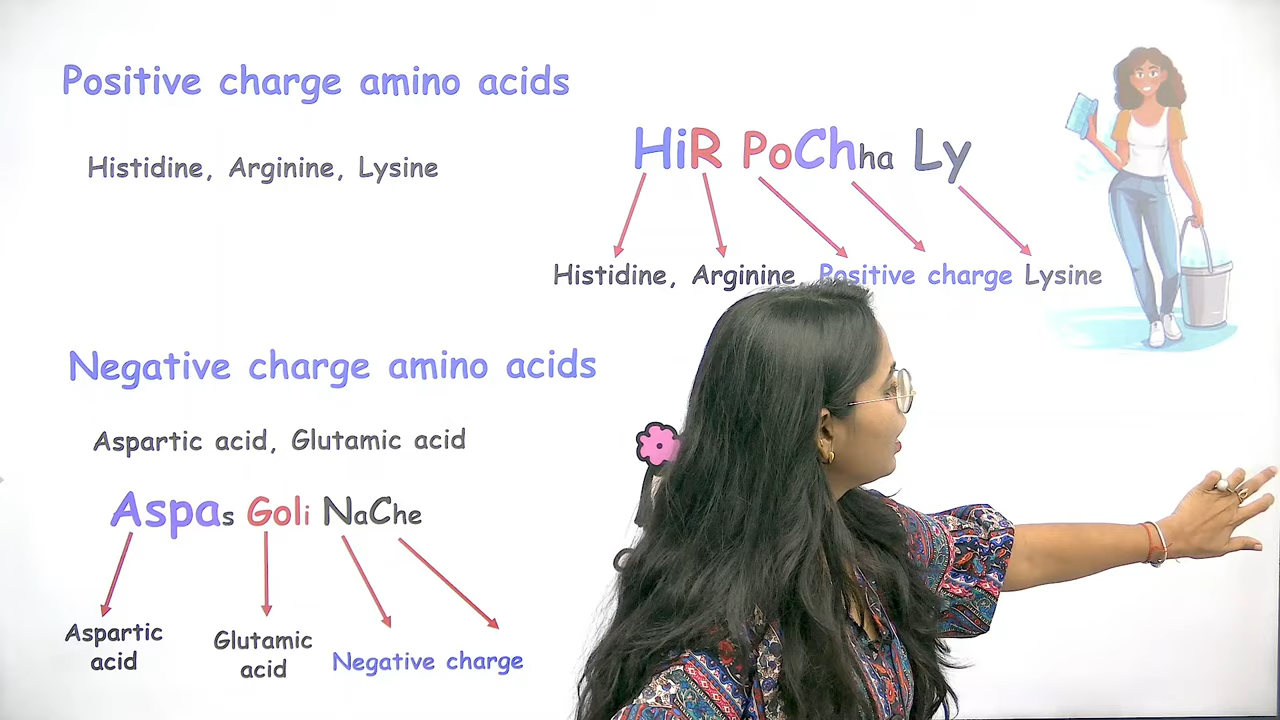 Positive charge amino acids
Histidine, Arginine, Lysine
HiR PoChha Ly
Histidine, Arginine, Positive charge Lysine
Negative charge amino acids
Aspartic acid, Glutamic acid
Aspas Goli NaChe
Aspartic acid
Glutamic acid
Negative charge